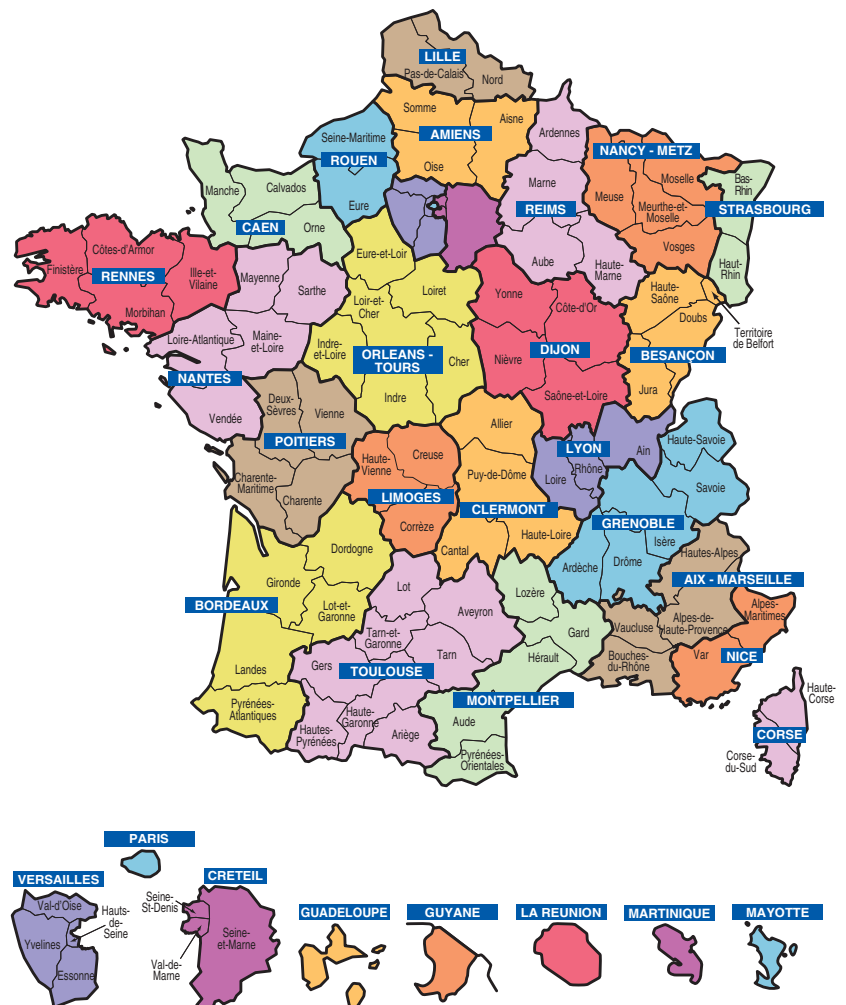 LILLE
Pas-de-Calais
Nord
Somme
Aisne
AMIENS
Oise
Seine-Maritime
ROUEN
Eure
Ardennes
Marne
REIMS
Aube
Haute-
Marne
NANCY - METZ
Moselle
Meuse
Meurthe-et-
Moselle
Vosges
Bas-
Rhin
STRASBOURG
Haut-
Rhin
Manche
Calvados
CAEN
Orne
Côtes-d'Armor
Finistère
RENNES
Ille-et-
Vilaine
Morbihan
Mayenne
Sarthe
Loire-Atlantique
Maine-
et-Loire
NANTES
Vendée
Eure-et-Loir
Loiret
Loir-et-
Cher
Indre-
et-Loire
ORLEANS -
TOURS
Cher
Indre
Yonne
Côte-d'Or
DIJON
Nièvre
Saône-et-Loire
Haute-
Saône
Doubs
Territoire
de Belfort
BESANÇON
Jura
Deux-
Sèvres
Vienne
POITIERS
Charente-
Maritime
Charente
Haute-
Vienne
Creuse
LIMOGES
Corrèze
Allier
Puy-de-Dôme
CLERMONT
Cantal
Haute-Loire
LYON
Ain
Rhône
Loire
Haute-Savoie
Savoie
GRENOBLE
Isère
Ardèche
Drôme
Hautes-Alpes
AIX - MARSEILLE
Vaucluse
Alpes-de-
Haute-Provence
Bouches-
du-Rhône
Alpes-
Maritimes
Var
NICE
Dordogne
Gironde
BORDEAUX
Lot-et-
Garonne
Landes
Pyrénées-
Atlantiques
Lot
Aveyron
Tarn-et-
Garonne
Tarn
Gers
TOULOUSE
Haute-
Garonne
Hautes-
Pyrénées
Ariège
Lozère
Gard
Hérault
MONTPELLIER
Aude
Pyrénées-
Orientales
Haute-
Corse
CORSE
Corse-
du-Sud
PARIS
VERSAILLES
Val-d'Oise
Hauts-
de-
Seine
Yvelines
Essonne
CRETEIL
Seine-
St-Denis
Seine-
et-Marne
Val-de-
Marne
GUADELOUPE
GUYANE
LA REUNION
MARTINIQUE
MAYOTTE